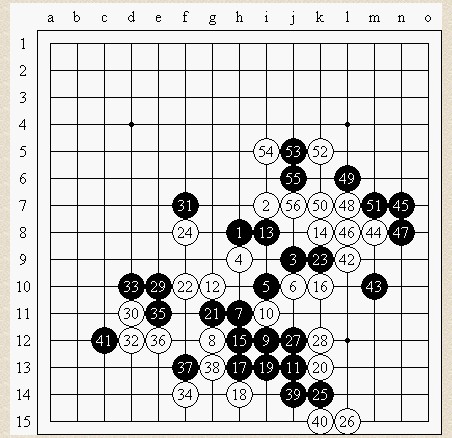 a b c d e f g h i j k l m n o
1
2
3
4
5 54 53 52
6 55 49
7 31 2 56 50 48 51 45
8 24 1 13 14 46 44 47
9 4 3 23 42
10 33 29 22 12 5 6 16 43
11 30 35 21 7 10
12 41 32 36 8 15 9 27 28
13 37 38 17 19 11 20
14 34 18 39 25
15 40 26